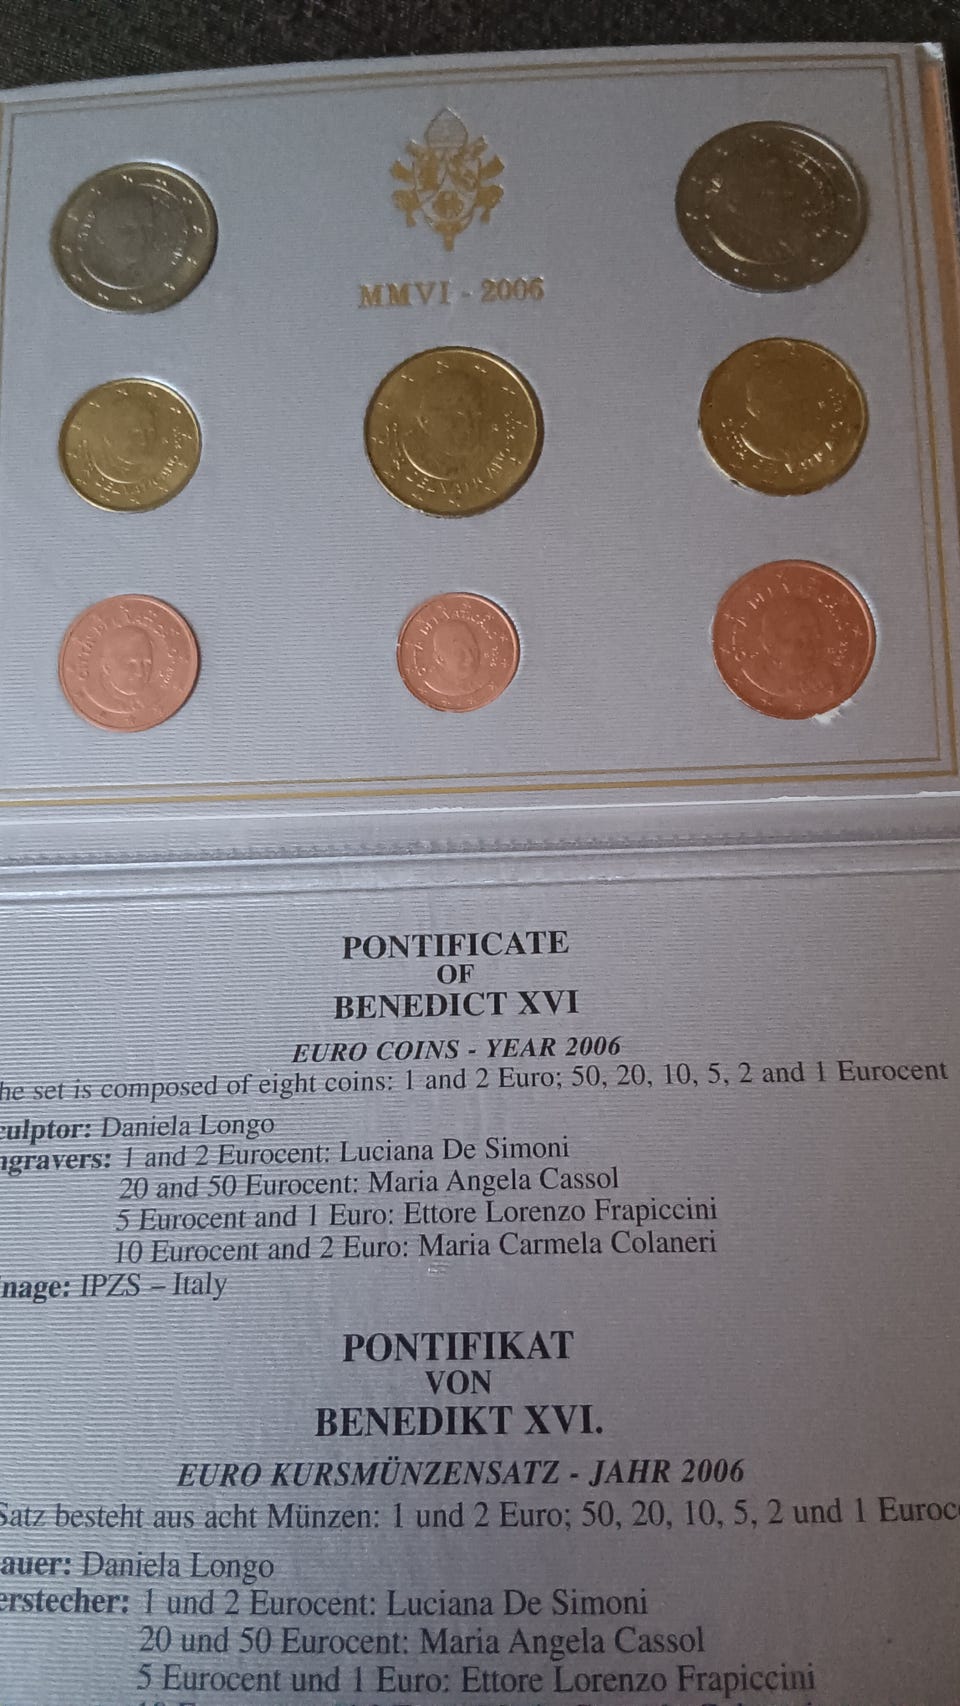 MMVI - 2006
PONTIFICATE
OF
BENEDICT XVI
EURO COINS - YEAR 2006
he set is composed of eight coins: 1 and 2 Euro; 50, 20, 10, 5, 2 and 1 Eurocent
culptor: Daniela Longo
ngravers: 1 and 2 Eurocent: Luciana De Simoni
20 and 50 Eurocent: Maria Angela Cassol
5 Eurocent and 1 Euro: Ettore Lorenzo Frapiccini
10 Eurocent and 2 Euro: Maria Carmela Colaneri
nage: IPZS – Italy
PONTIFIKAT
VON
BENEDIKT XVI.
EURO KURSMÜNZENSATZ - JAHR 2006
Satz besteht aus acht Münzen: 1 und 2 Euro; 50, 20, 10, 5, 2 und 1 Euroc
auer: Daniela Longo
erstecher: 1 und 2 Eurocent: Luciana De Simoni
20 und 50 Eurocent: Maria Angela Cassol
5 Eurocent und 1 Euro: Ettore Lorenzo Frapiccini